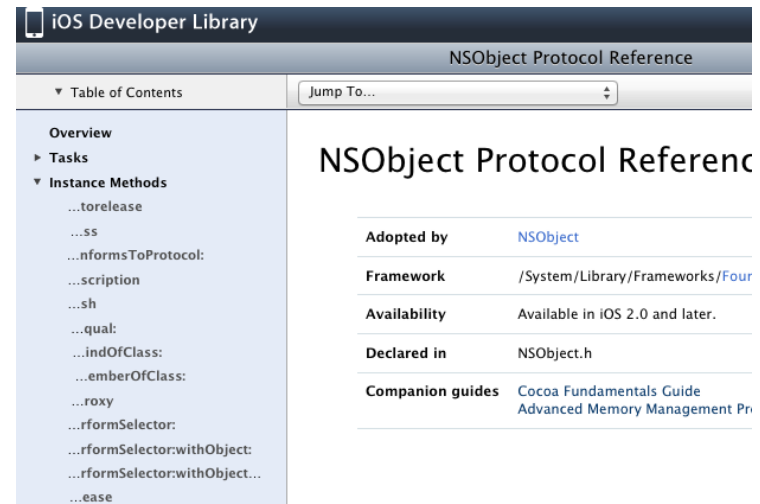 iOS Developer Library
NSObject Protocol Reference
▼ Table of Contents
Jump To...
Overview
▶ Tasks
▼ Instance Methods
...torelease
...ss
...nformsToProtocol:
...scription
...sh
...qual:
...indOfClass:
...emberOfClass:
...roxy
...rformSelector:
...rformSelector:withObject:
...rformSelector:withObject...
...ease
NSObject Protocol Referenc
Adopted by NSObject
Framework /System/Library/Frameworks/Four
Availability Available in iOS 2.0 and later.
Declared in NSObject.h
Companion guides Cocoa Fundamentals Guide
Advanced Memory Management Pr